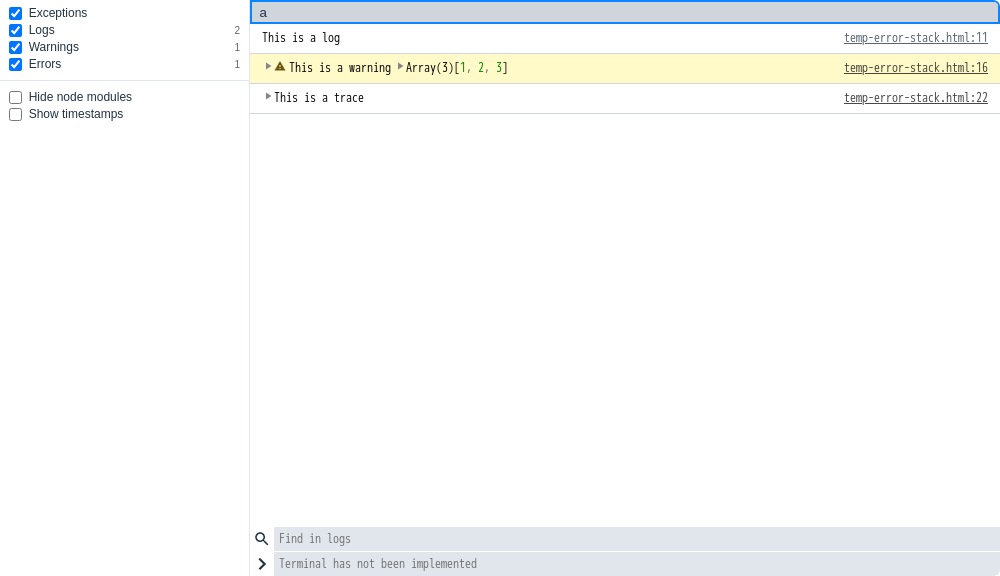 Exceptions
Logs 2
Warnings 1
Errors 1
Hide node modules
Show timestamps
a
This is a log temp-error-stack.html:11
This is a warning Array(3)[1, 2, 3] temp-error-stack.html:16
This is a trace temp-error-stack.html:22
Find in logs
Terminal has not been implemented